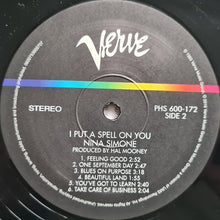 Verve
STEREO
PHS 600-172
SIDE 2
I PUT A SPELL ON YOU
NINA SIMONE
PRODUCED BY HAL MOONEY
1. FEELING GOOD 2:52
2. ONE SEPTEMBER DAY 2:47
3. BLUES ON PURPOSE 3:18
4. BEAUTIFUL LAND 1:55
5. YOU'VE GOT TO LEARN 2:40
6. TAKE CARE OF BUSINESS 2:04